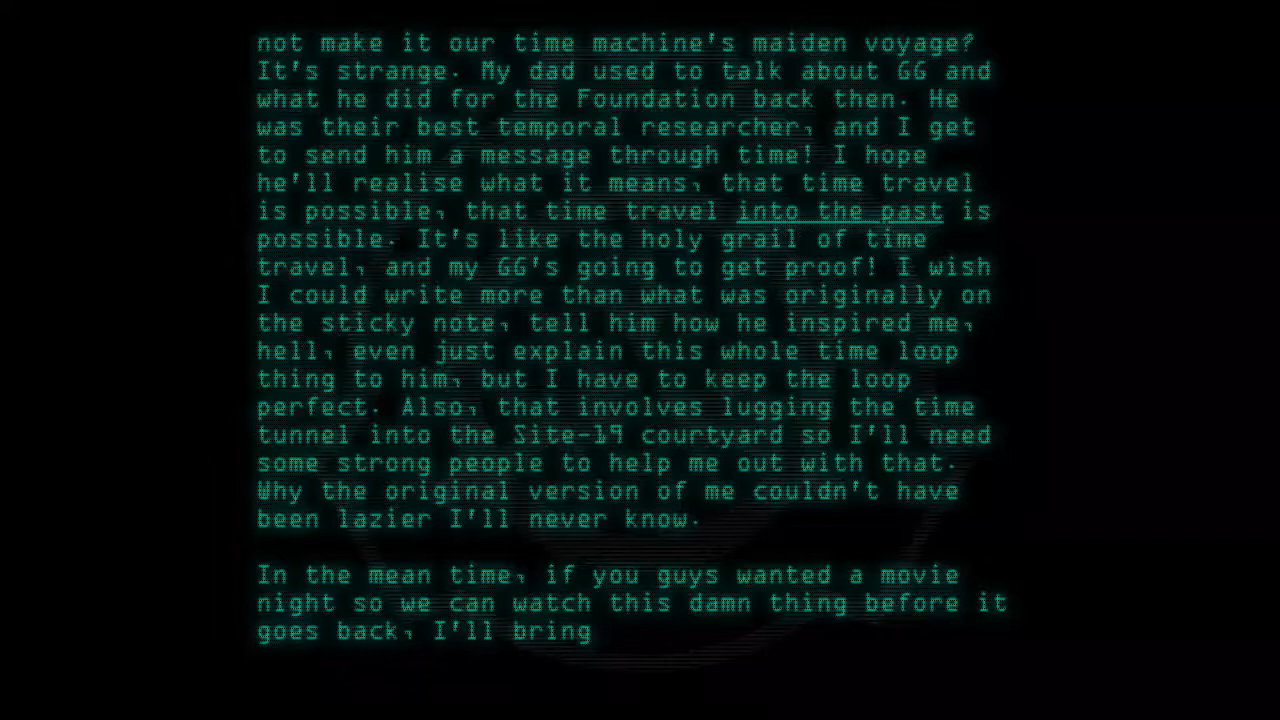 not make it our time machine's maiden voyage?
It's strange. My dad used to talk about GG and
what he did for the Foundation back then. He
was their best temporal researcher, and I get
to send him a message through time! I hope
he'll realise what it means, that time travel
is possible, that time travel into the past is
possible. It's like the holy grail of time
travel, and my GG's going to get proof! I wish
I could write more than what was originally on
the sticky note, tell him how he inspired me,
hell, even just explain this whole time loop
thing to him, but I have to keep the loop
perfect. Also, that involves lugging the time
tunnel into the Site-19 courtyard so I'll need
some strong people to help me out with that.
Why the original version of me couldn't have
been lazier I'll never know.
In the mean time, if you guys wanted a movie
night so we can watch this damn thing before it
goes back, I'll bring